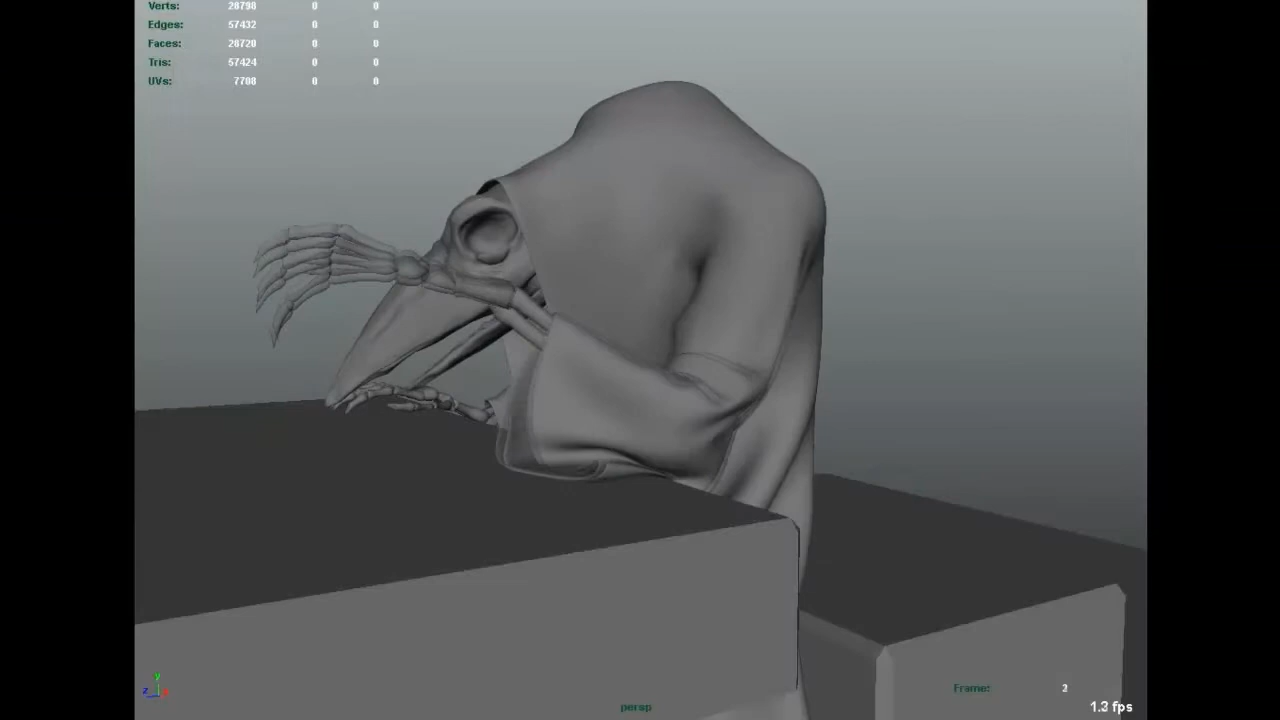 Verts: 28798 0 0
Edges: 57432 0 0
Faces: 28720 0 0
Tris: 57424 0 0
UVs: 7708 0 0
y
z x
Frame: 2
persp
1.3 fps